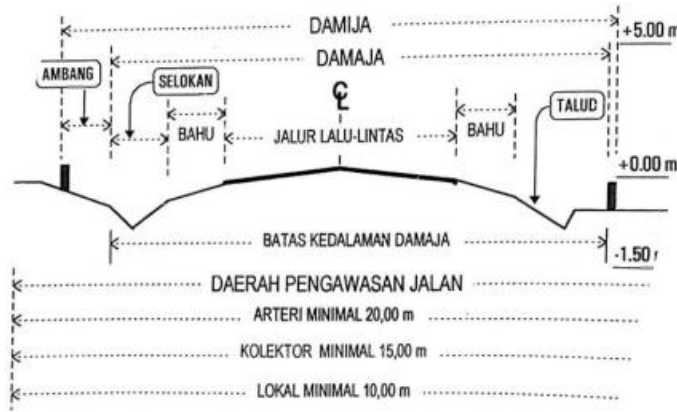 DAMIJA
+5.00 m
DAMAJA
AMBANG
SELOKAN
℄
TALUD
BAHU
JALUR LALU-LINTAS
BAHU
+0.00 m
BATAS KEDALAMAN DAMAJA
-1.50
DAERAH PENGAWASAN JALAN
ARTERI MINIMAL 20,00 m
KOLEKTOR MINIMAL 15,00 m
LOKAL MINIMAL 10,00 m